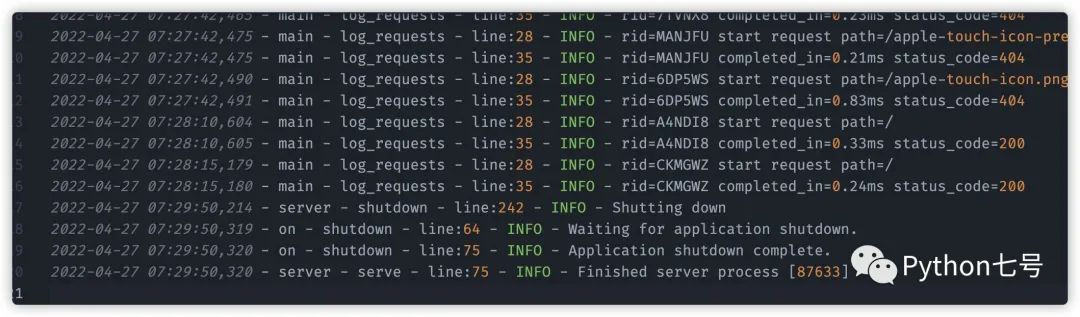 8 2022-04-27 07:27:42,465 - main - log_requests - line:35 - INFO - rid=7TVNX8 completed_in=0.23ms status_code=404
9 2022-04-27 07:27:42,475 - main - log_requests - line:28 - INFO - rid=MANJFU start request path=/apple-touch-icon-pre
0 2022-04-27 07:27:42,475 - main - log_requests - line:35 - INFO - rid=MANJFU completed_in=0.21ms status_code=404
1 2022-04-27 07:27:42,490 - main - log_requests - line:28 - INFO - rid=6DP5WS start request path=/apple-touch-icon.png
2 2022-04-27 07:27:42,491 - main - log_requests - line:35 - INFO - rid=6DP5WS completed_in=0.83ms status_code=404
3 2022-04-27 07:28:10,604 - main - log_requests - line:28 - INFO - rid=A4NDI8 start request path=/
4 2022-04-27 07:28:10,605 - main - log_requests - line:35 - INFO - rid=A4NDI8 completed_in=0.33ms status_code=200
5 2022-04-27 07:28:15,179 - main - log_requests - line:28 - INFO - rid=CKMGWZ start request path=/
6 2022-04-27 07:28:15,180 - main - log_requests - line:35 - INFO - rid=CKMGWZ completed_in=0.24ms status_code=200
7 2022-04-27 07:29:50,214 - server - shutdown - line:242 - INFO - Shutting down
8 2022-04-27 07:29:50,319 - on - shutdown - line:64 - INFO - Waiting for application shutdown.
9 2022-04-27 07:29:50,320 - on - shutdown - line:75 - INFO - Application shutdown complete.
0 2022-04-27 07:29:50,320 - server - serve - line:75 - INFO - Finished server process [87633]
Python七号
21